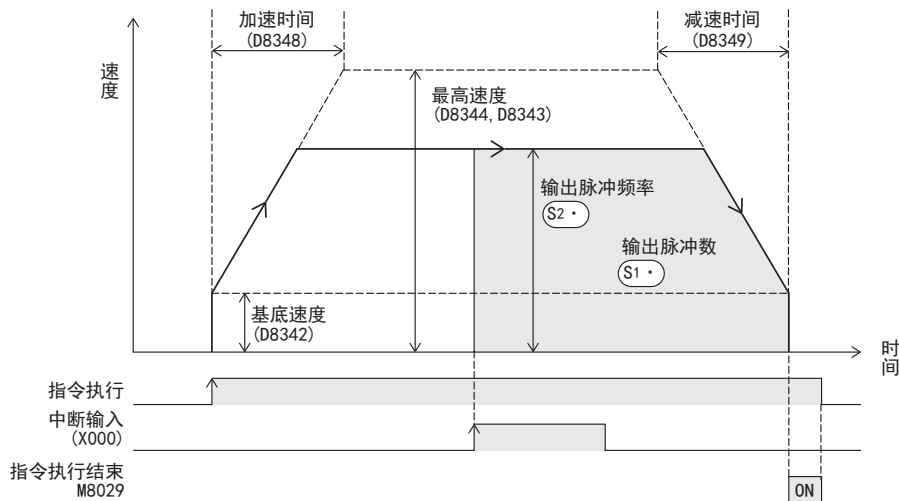 加速时间
(D8348)
减速时间
(D8349)
速
度
最高速度
(D8344, D8343)
输出脉冲频率
S2・
输出脉冲数
S1・
基底速度
(D8342)
时
间
指令执行
中断输入
(X000)
指令执行结束
M8029
ON